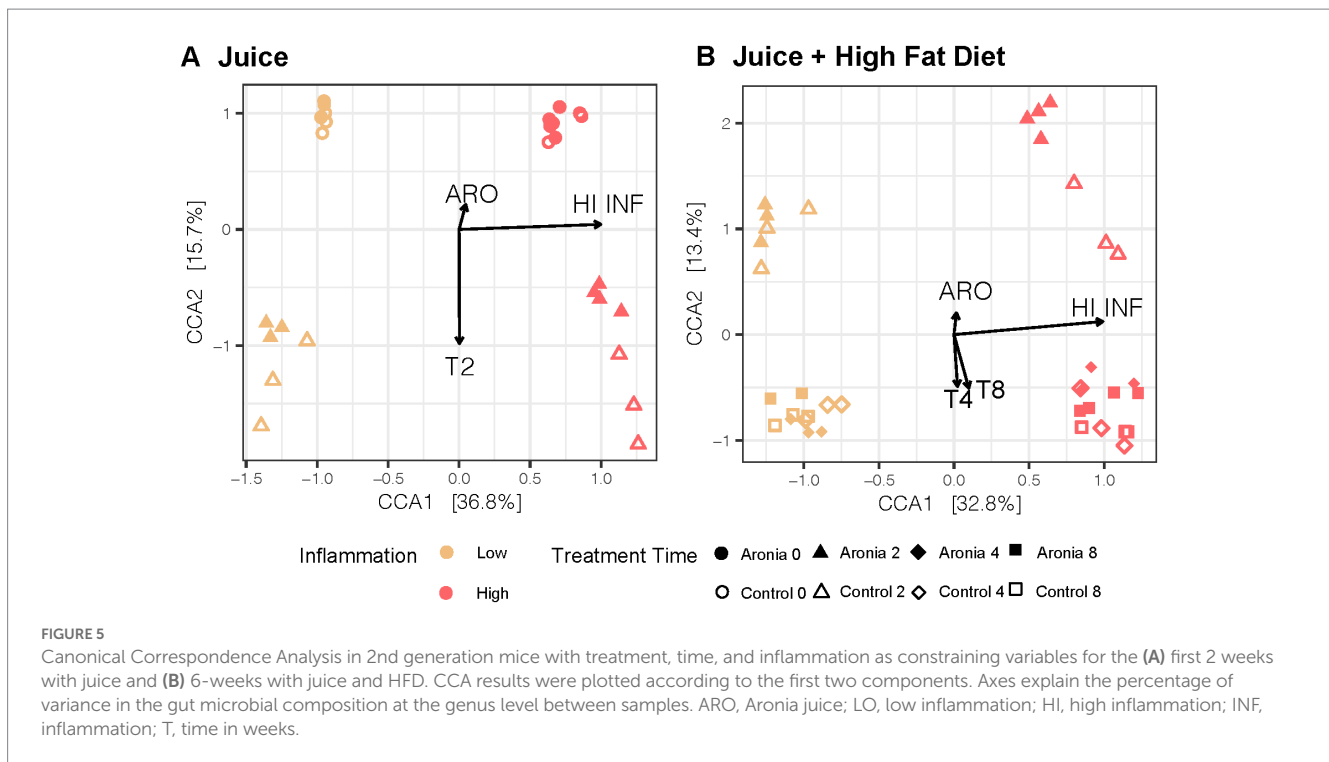 A Juice
B Juice + High Fat Diet
1
0
−1
CCA2 [15.7%]
ARO
HI INF
T2
−1.5 −1.0 −0.5 0.0 0.5 1.0
CCA1 [36.8%]
2
1
0
−1
CCA2 [13.4%]
ARO
HI INF
T4 T8
−1.0 −0.5 0.0 0.5 1.0
CCA1 [32.8%]
Inflammation
Low
High
Treatment Time
Aronia 0 Aronia 2 Aronia 4 Aronia 8
Control 0 Control 2 Control 4 Control 8
FIGURE 5
Canonical Correspondence Analysis in 2nd generation mice with treatment, time, and inflammation as constraining variables for the (A) first 2 weeks
with juice and (B) 6-weeks with juice and HFD. CCA results were plotted according to the first two components. Axes explain the percentage of
variance in the gut microbial composition at the genus level between samples. ARO, Aronia juice; LO, low inflammation; HI, high inflammation; INF,
inflammation; T, time in weeks.